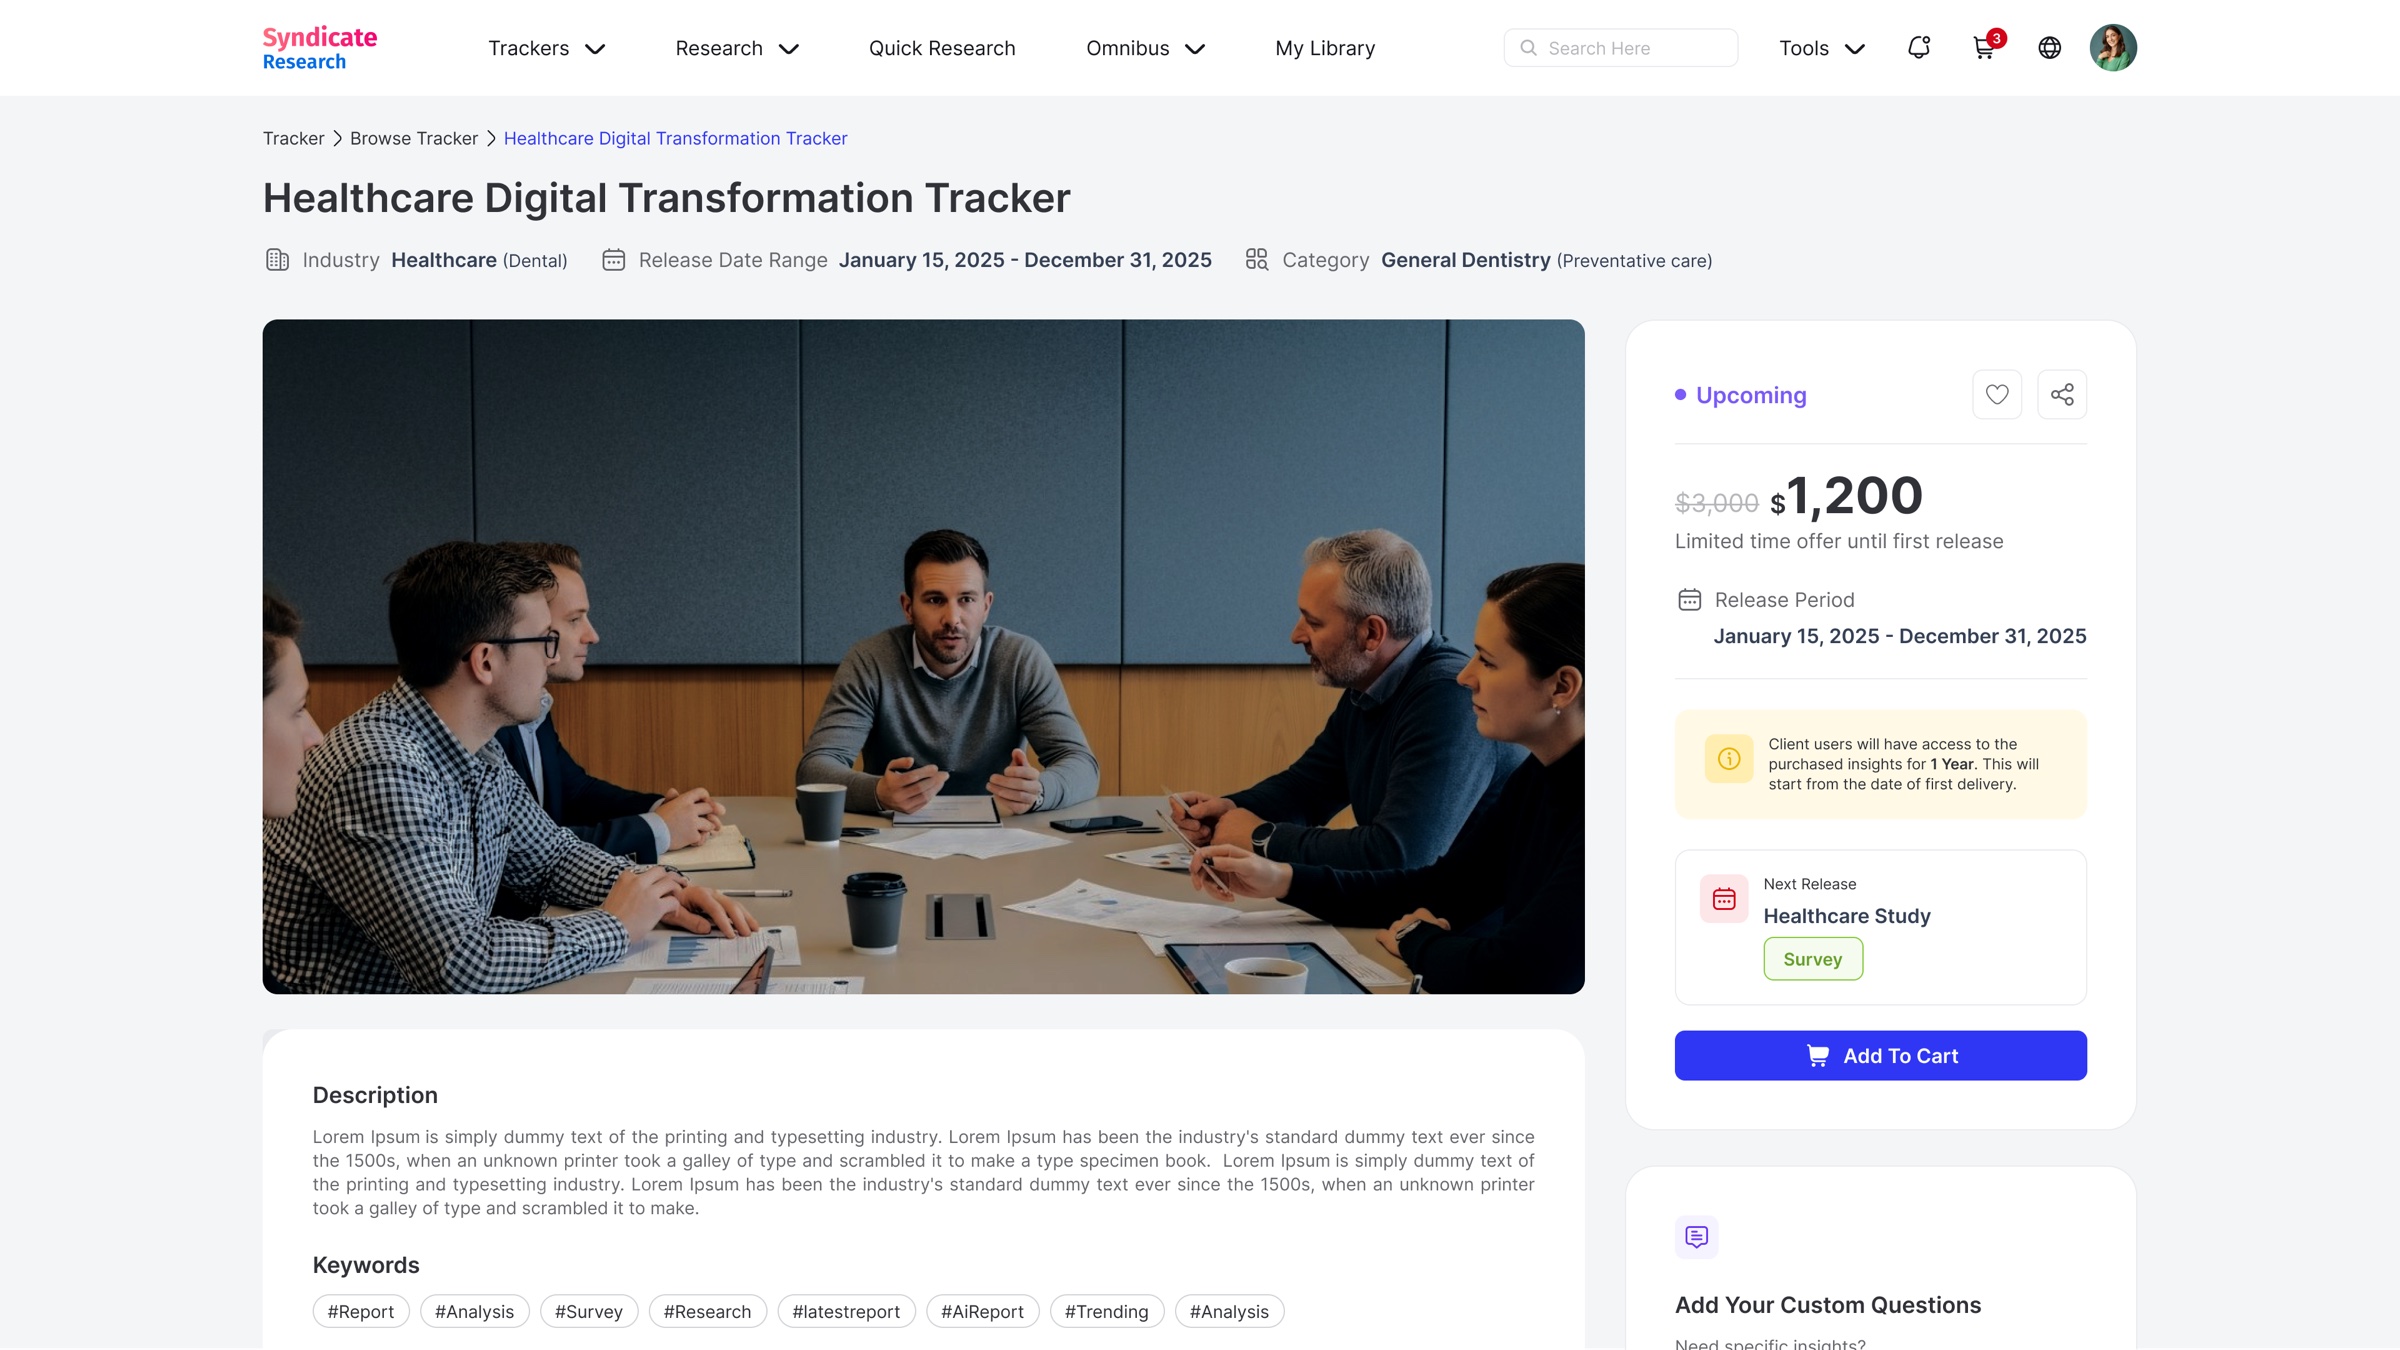 Syndicate
Research
Trackers
Research
Quick Research
Omnibus
My Library
Search Here
Tools
3
Tracker
Browse Tracker
Healthcare Digital Transformation Tracker
Healthcare Digital Transformation Tracker
Industry Healthcare (Dental)
Release Date Range January 15, 2025 - December 31, 2025
Category General Dentistry (Preventative care)
Upcoming
$3,000 $1,200
Limited time offer until first release
Release Period
January 15, 2025 - December 31, 2025
Client users will have access to the
purchased insights for 1 Year. This will
start from the date of first delivery.
Next Release
Healthcare Study
Survey
Add To Cart
Description
Lorem Ipsum is simply dummy text of the printing and typesetting industry. Lorem Ipsum has been the industry's standard dummy text ever since
the 1500s, when an unknown printer took a galley of type and scrambled it to make a type specimen book. Lorem Ipsum is simply dummy text of
the printing and typesetting industry. Lorem Ipsum has been the industry's standard dummy text ever since the 1500s, when an unknown printer
took a galley of type and scrambled it to make.
Keywords
#Report
#Analysis
#Survey
#Research
#latestreport
#AiReport
#Trending
#Analysis
Add Your Custom Questions
Need specific insights?